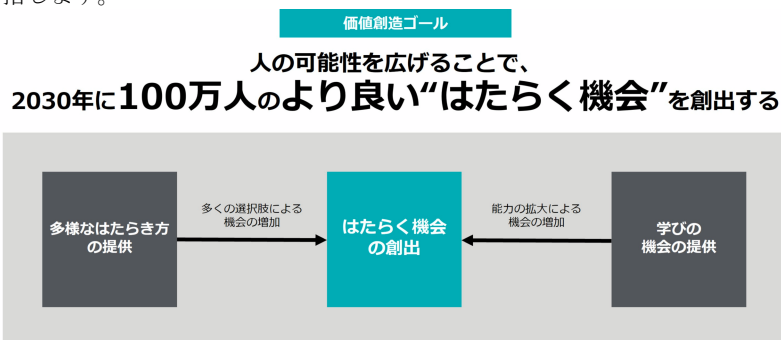 指します。
価値創造ゴール
人の可能性を広げることで、
2030年に100万人のより良い“はたらく機会”を創出する
多様なはたらき方
の提供
多くの選択肢による
機会の増加
はたらく機会
の創出
能力の拡大による
機会の増加
学びの
機会の提供